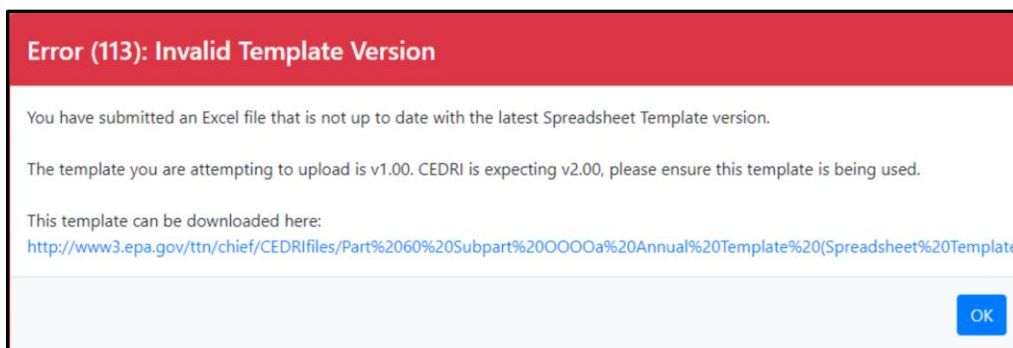 Error (113): Invalid Template Version
You have submitted an Excel file that is not up to date with the latest Spreadsheet Template version.
The template you are attempting to upload is v1.00. CEDRI is expecting v2.00, please ensure this template is being used.
This template can be downloaded here:
http://www3.epa.gov/ttn/chief/CEDRIfiles/Part%2060%20Subpart%20OOOOa%20Annual%20Template%20(Spreadsheet%20Template
OK